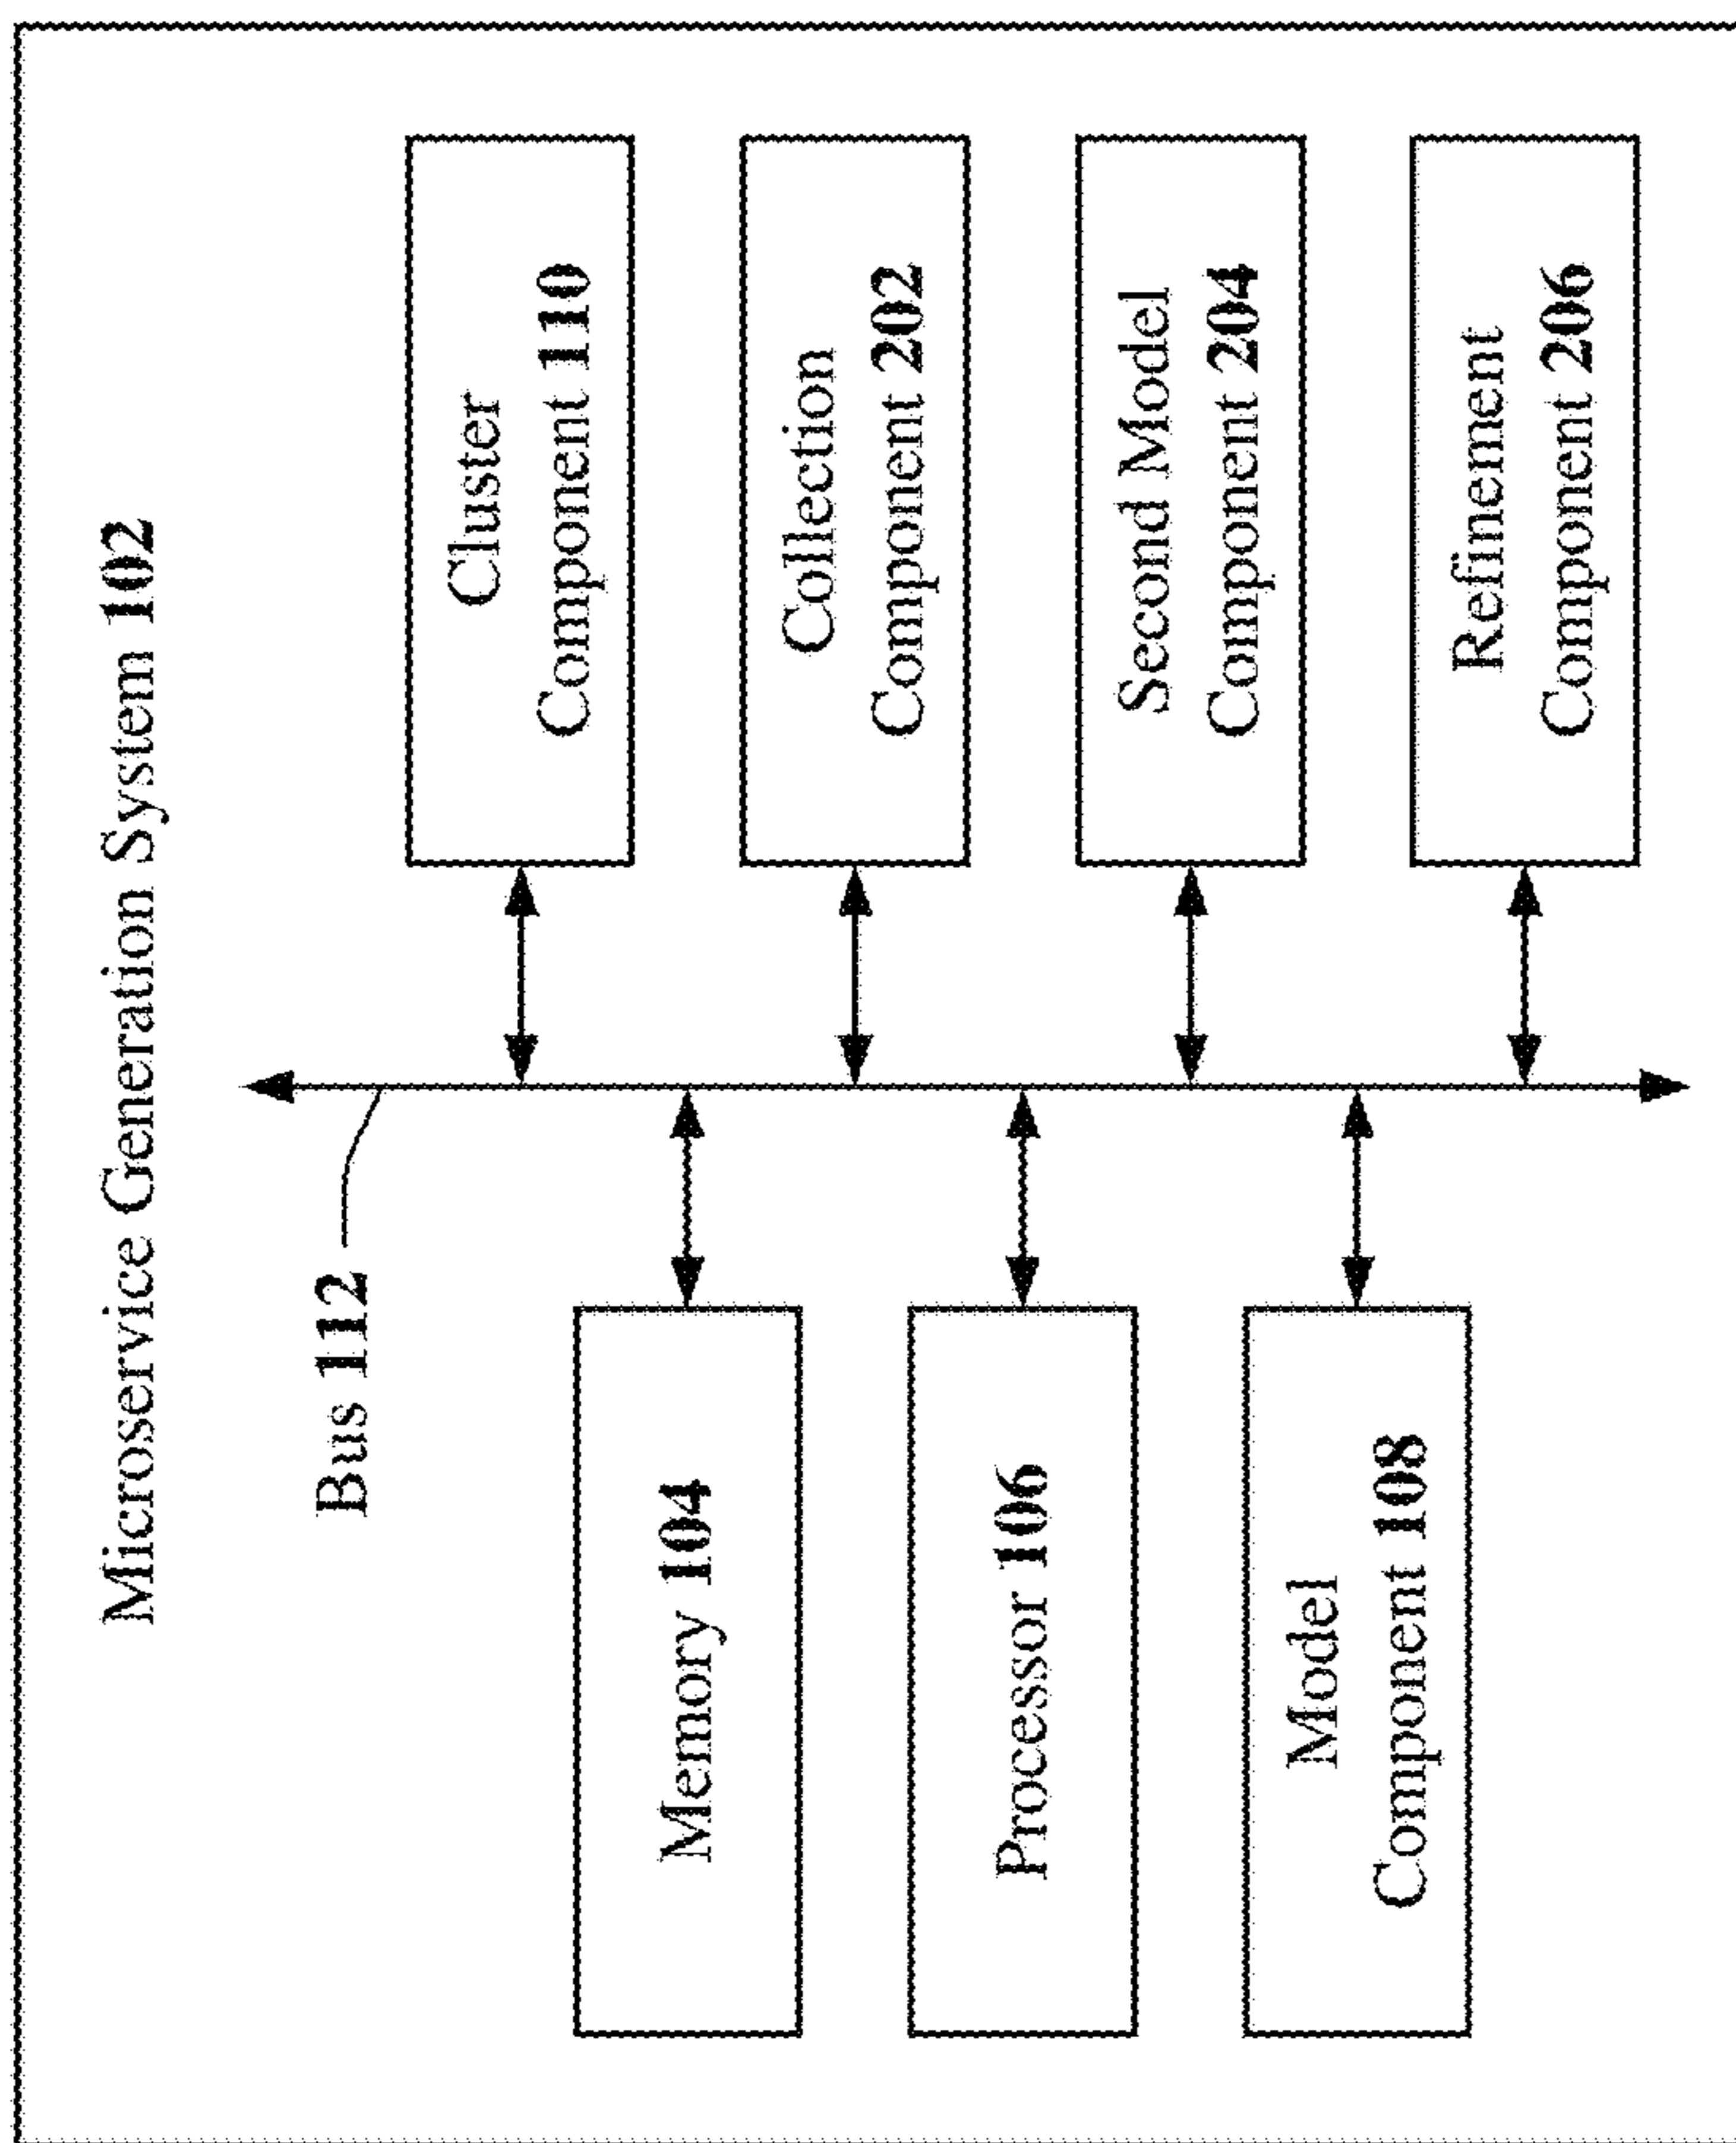 Microservice Generation System 102
Bus 112
Memory 104
Processor 106
Model
Component 108
Cluster
Component 110
Collection
Component 202
Second Model
Component 204
Refinement
Component 206